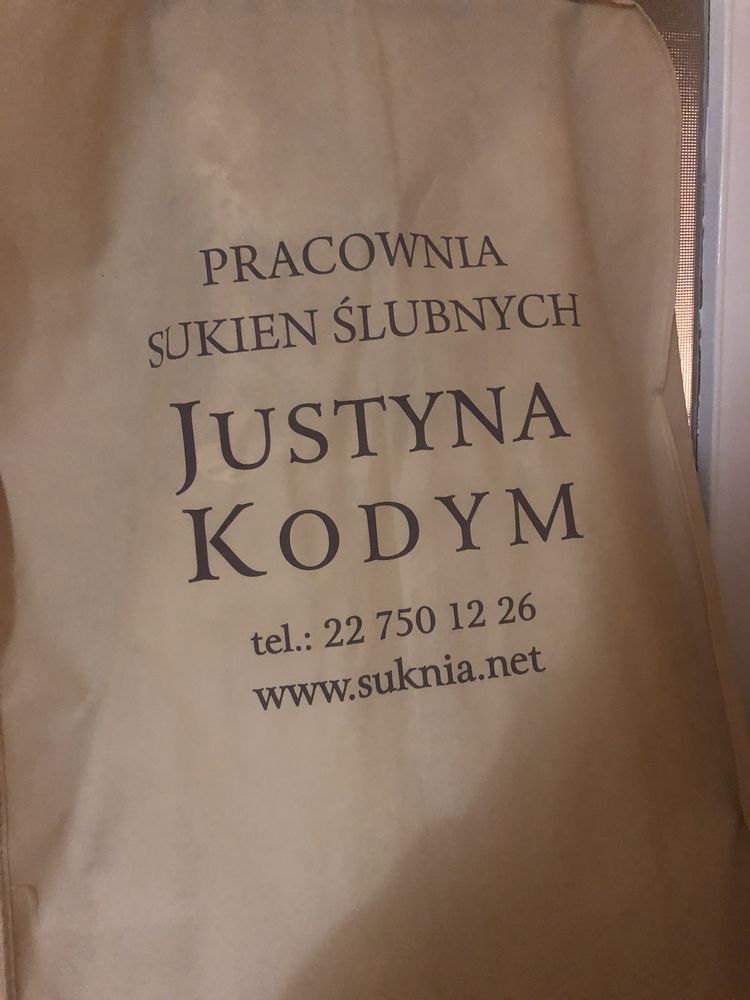 PRACOWNIA
SUKIEN ŚLUBNYCH
JUSTYNA
KODYM
tel.: 22 750 12 26
www.suknia.net